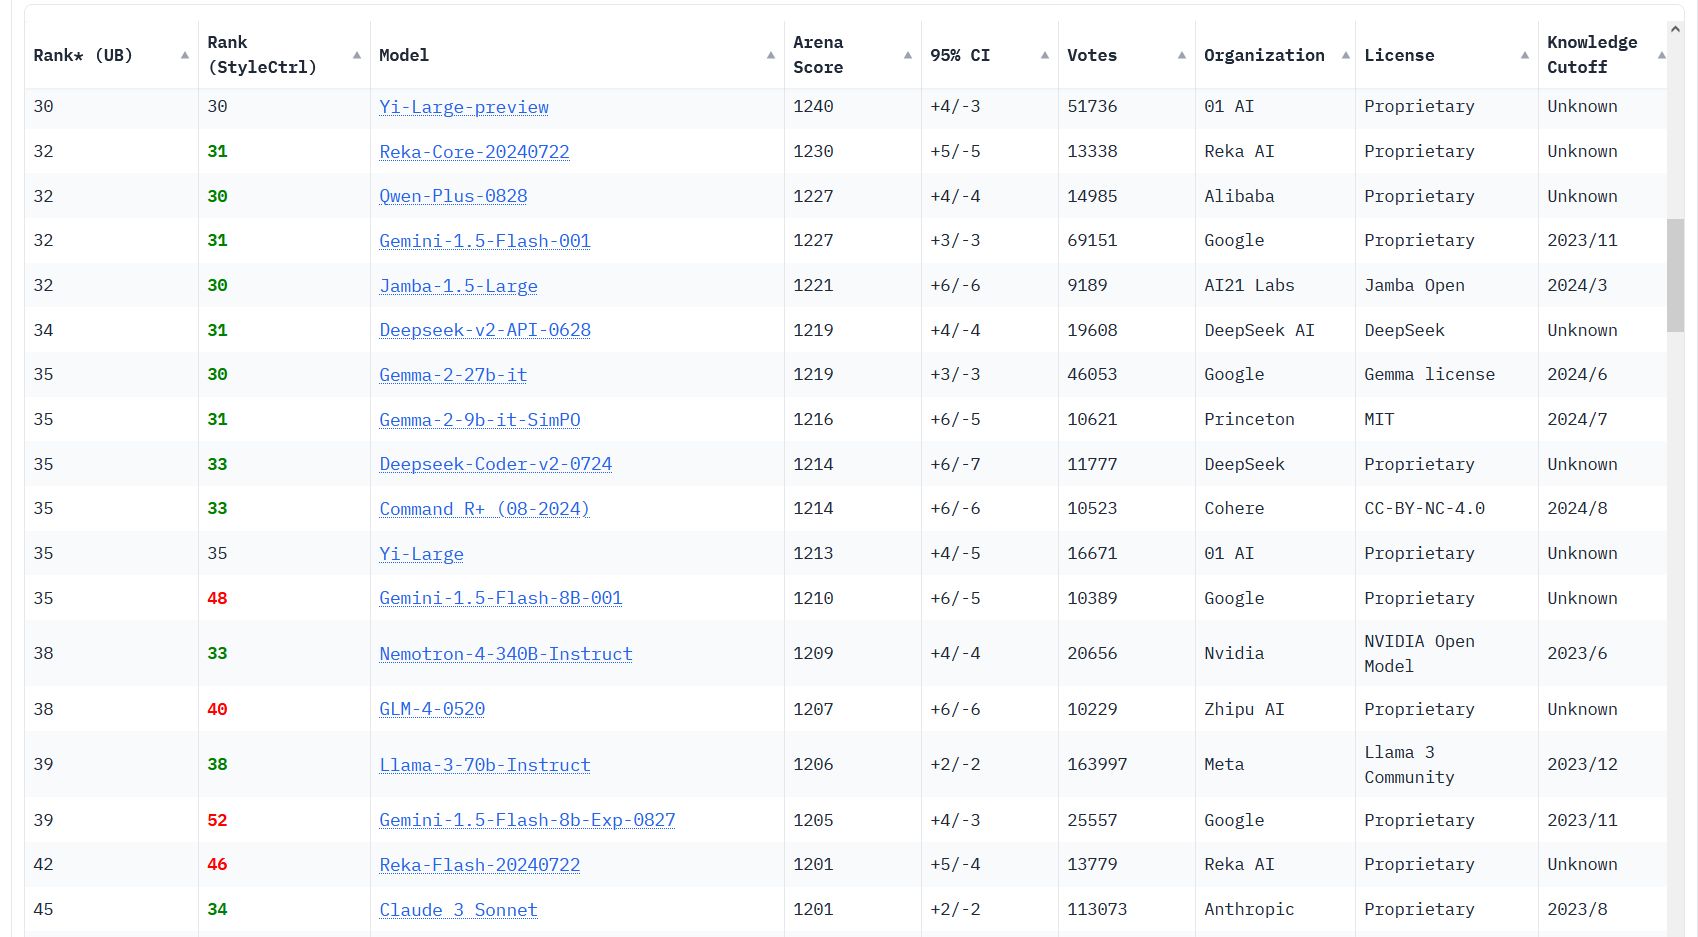 Rank* (UB) Rank (StyleCtrl) Model Arena Score 95% CI Votes Organization License Knowledge Cutoff
30 30 Yi-Large-preview 1240 +4/-3 51736 01 AI Proprietary Unknown
32 31 Reka-Core-20240722 1230 +5/-5 13338 Reka AI Proprietary Unknown
32 30 Qwen-Plus-0828 1227 +4/-4 14985 Alibaba Proprietary Unknown
32 31 Gemini-1.5-Flash-001 1227 +3/-3 69151 Google Proprietary 2023/11
32 30 Jamba-1.5-Large 1221 +6/-6 9189 AI21 Labs Jamba Open 2024/3
34 31 Deepseek-v2-API-0628 1219 +4/-4 19608 DeepSeek AI DeepSeek Unknown
35 30 Gemma-2-27b-it 1219 +3/-3 46053 Google Gemma license 2024/6
35 31 Gemma-2-9b-it-SimPO 1216 +6/-5 10621 Princeton MIT 2024/7
35 33 Deepseek-Coder-v2-0724 1214 +6/-7 11777 DeepSeek Proprietary Unknown
35 33 Command R+ (08-2024) 1214 +6/-6 10523 Cohere CC-BY-NC-4.0 2024/8
35 35 Yi-Large 1213 +4/-5 16671 01 AI Proprietary Unknown
35 48 Gemini-1.5-Flash-8B-001 1210 +6/-5 10389 Google Proprietary Unknown
38 33 Nemotron-4-340B-Instruct 1209 +4/-4 20656 Nvidia NVIDIA Open Model 2023/6
38 40 GLM-4-0520 1207 +6/-6 10229 Zhipu AI Proprietary Unknown
39 38 Llama-3-70b-Instruct 1206 +2/-2 163997 Meta Llama 3 Community 2023/12
39 52 Gemini-1.5-Flash-8b-Exp-0827 1205 +4/-3 25557 Google Proprietary 2023/11
42 46 Reka-Flash-20240722 1201 +5/-4 13779 Reka AI Proprietary Unknown
45 34 Claude 3 Sonnet 1201 +2/-2 113073 Anthropic Proprietary 2023/8